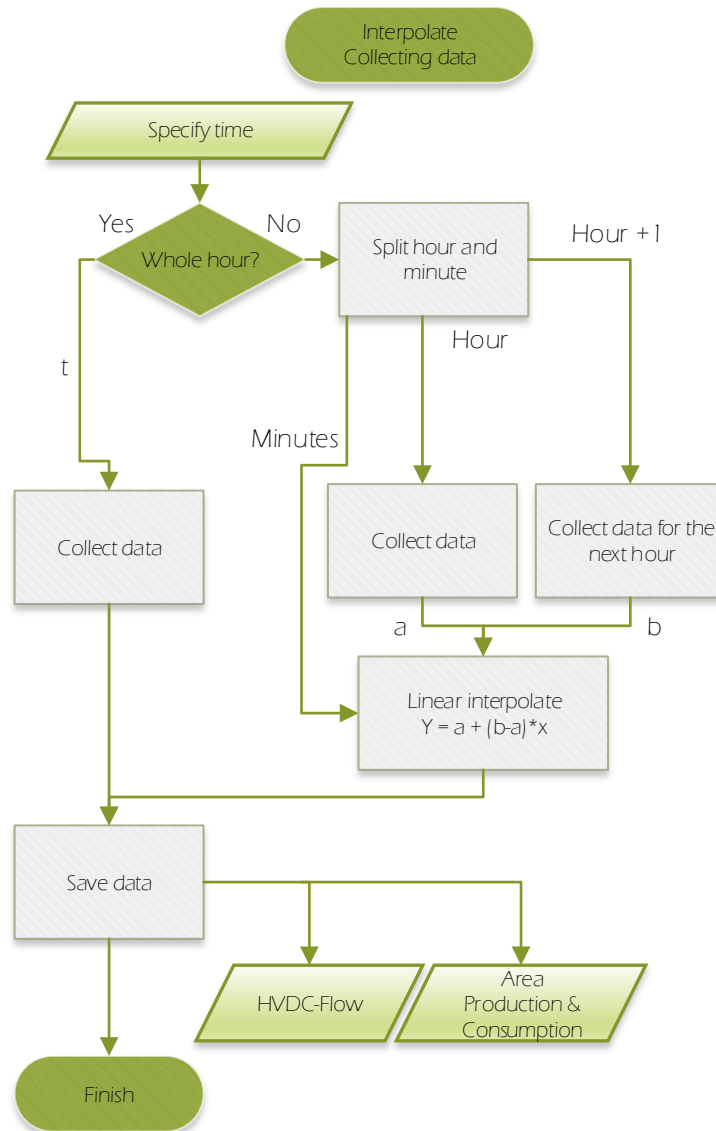 Interpolate
Collecting data
Specify time
Yes
No
Whole hour?
Split hour and
minute
Hour +1
t
Hour
Minutes
Collect data
Collect data
Collect data for the
next hour
a
b
Linear interpolate
Y = a + (b-a)*x
Save data
HVDC-Flow
Area
Production &
Consumption
Finish